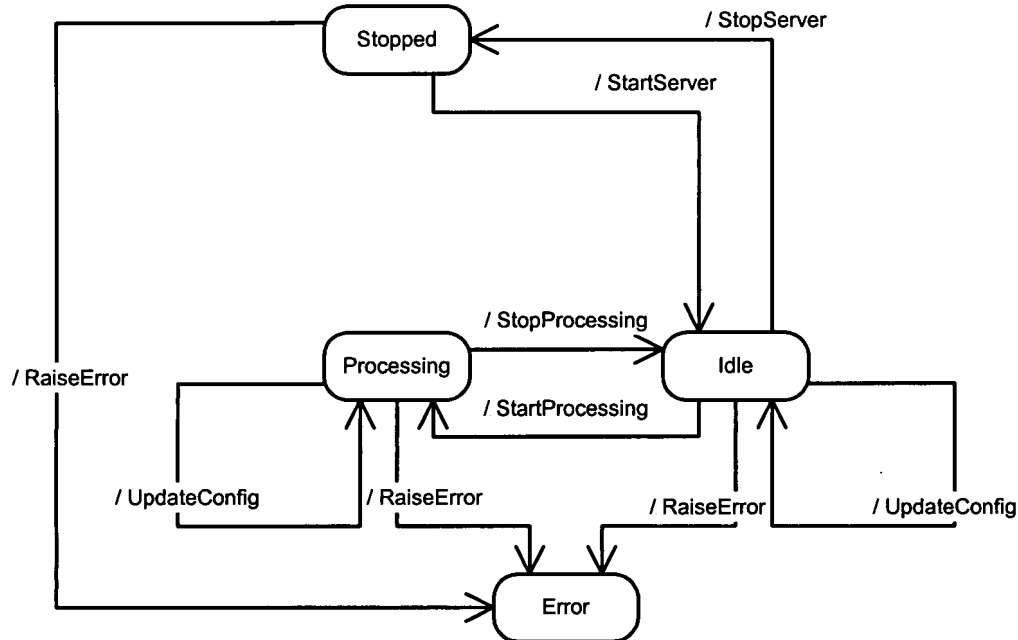 / StopServer
Stopped
/ StartServer
/ StopProcessing
Processing
Idle
/ RaiseError
/ StartProcessing
/ UpdateConfig
/ RaiseError
/ RaiseError
/ UpdateConfig
Error